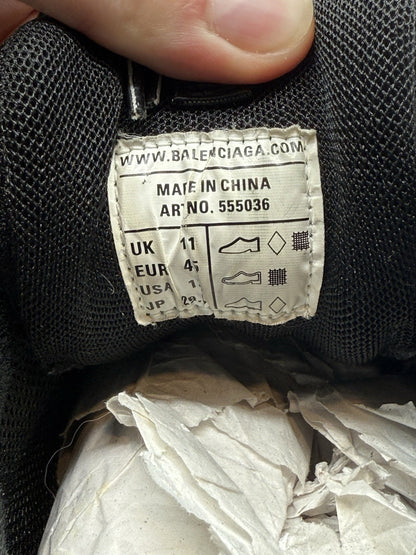 WWW.BALENCIAGA.COM
MADE IN CHINA
ART NO. 555036
UK 11
EUR 45
USA
JP